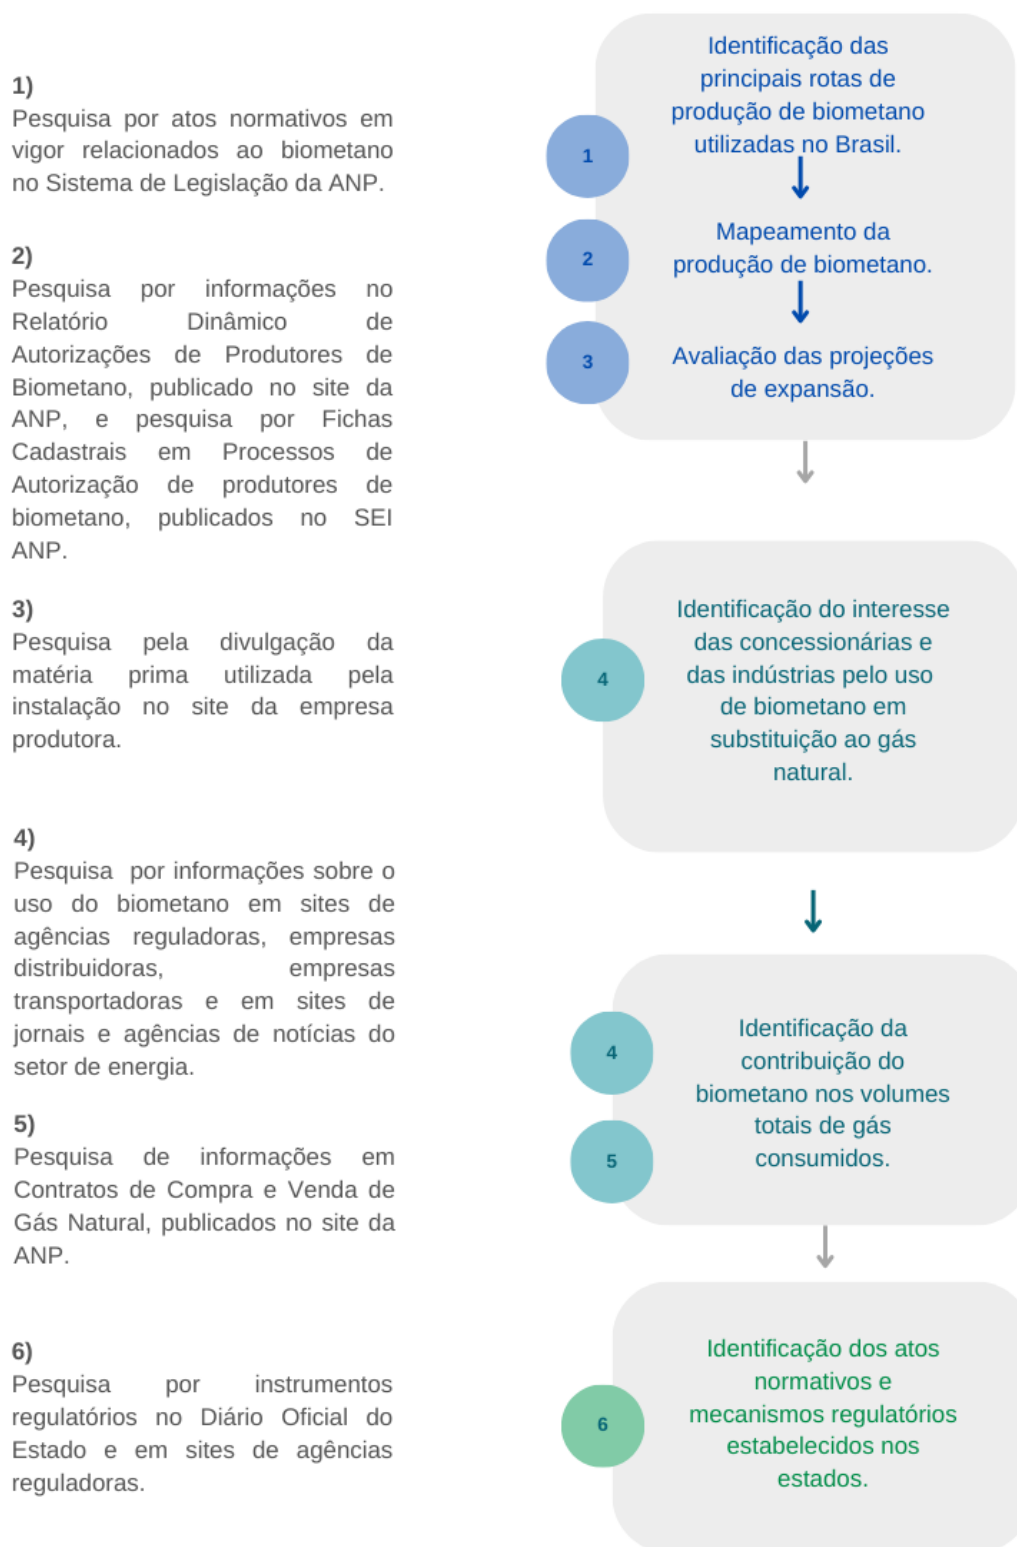 1)
Pesquisa por atos normativos em
vigor relacionados ao biometano
no Sistema de Legislação da ANP.
2)
Pesquisa por informações no
Relatório Dinâmico de
Autorizações de Produtores de
Biometano, publicado no site da
ANP, e pesquisa por Fichas
Cadastrais em Processos de
Autorização de produtores de
biometano, publicados no SEI
ANP.
3)
Pesquisa pela divulgação da
matéria prima utilizada pela
instalação no site da empresa
produtora.
4)
Pesquisa por informações sobre o
uso do biometano em sites de
agências reguladoras, empresas
distribuidoras, empresas
transportadoras e em sites de
jornais e agências de notícias do
setor de energia.
5)
Pesquisa de informações em
Contratos de Compra e Venda de
Gás Natural, publicados no site da
ANP.
6)
Pesquisa por instrumentos
regulatórios no Diário Oficial do
Estado e em sites de agências
reguladoras.
Identificação das
principais rotas de
produção de biometano
utilizadas no Brasil.
1
Mapeamento da
produção de biometano.
2
Avaliação das projeções
de expansão.
3
Identificação do interesse
das concessionárias e
das indústrias pelo uso
de biometano em
substituição ao gás
natural.
4
Identificação da
contribuição do
biometano nos volumes
totais de gás
consumidos.
4
5
Identificação dos atos
normativos e
mecanismos regulatórios
estabelecidos nos
estados.
6